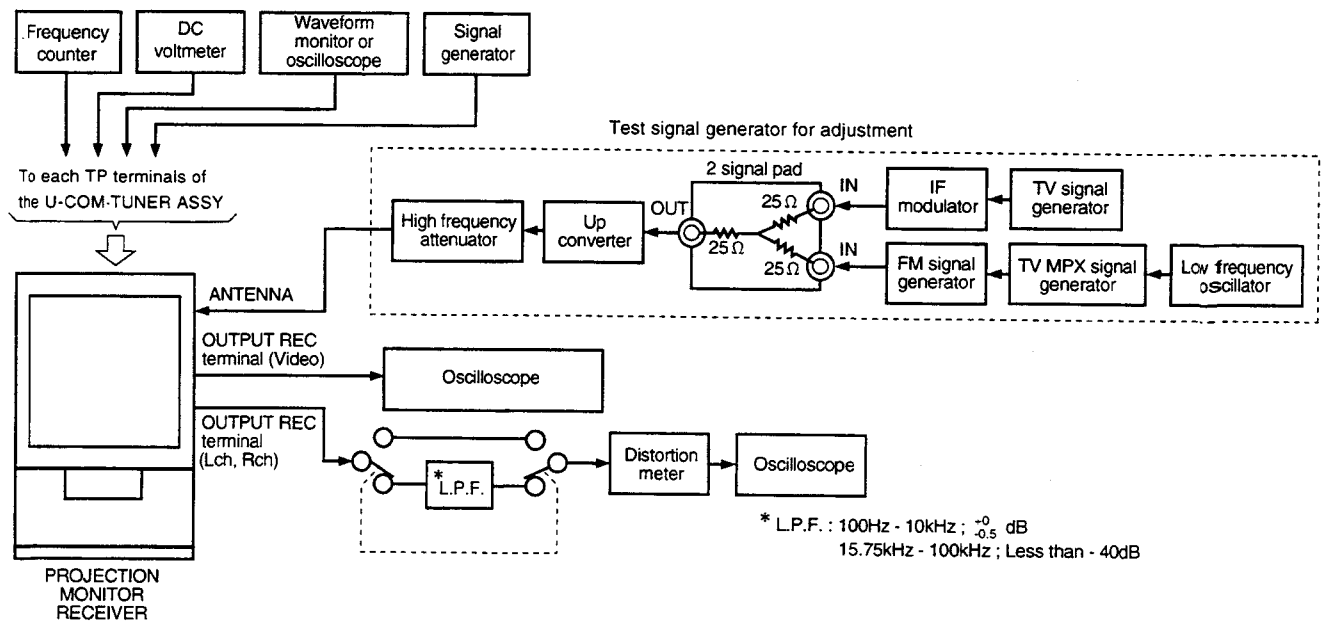 Frequency
counter
DC
voltmeter
Waveform
monitor or
oscilloscope
Signal
generator
To each TP terminals of
the U-COM-TUNER ASSY
Test signal generator for adjustment
2 signal pad
25Ω
25Ω
25Ω
OUT
IN
IN
High frequency
attenuator
Up
converter
IF
modulator
TV signal
generator
FM signal
generator
TV MPX signal
generator
Low frequency
oscillator
ANTENNA
OUTPUT REC
terminal (Video)
Oscilloscope
OUTPUT REC
terminal
(Lch, Rch)
* L.P.F.
Distortion
meter
Oscilloscope
* L.P.F. : 100Hz - 10kHz ; +0 -0.5 dB
15.75kHz - 100kHz ; Less than - 40dB
PROJECTION
MONITOR
RECEIVER